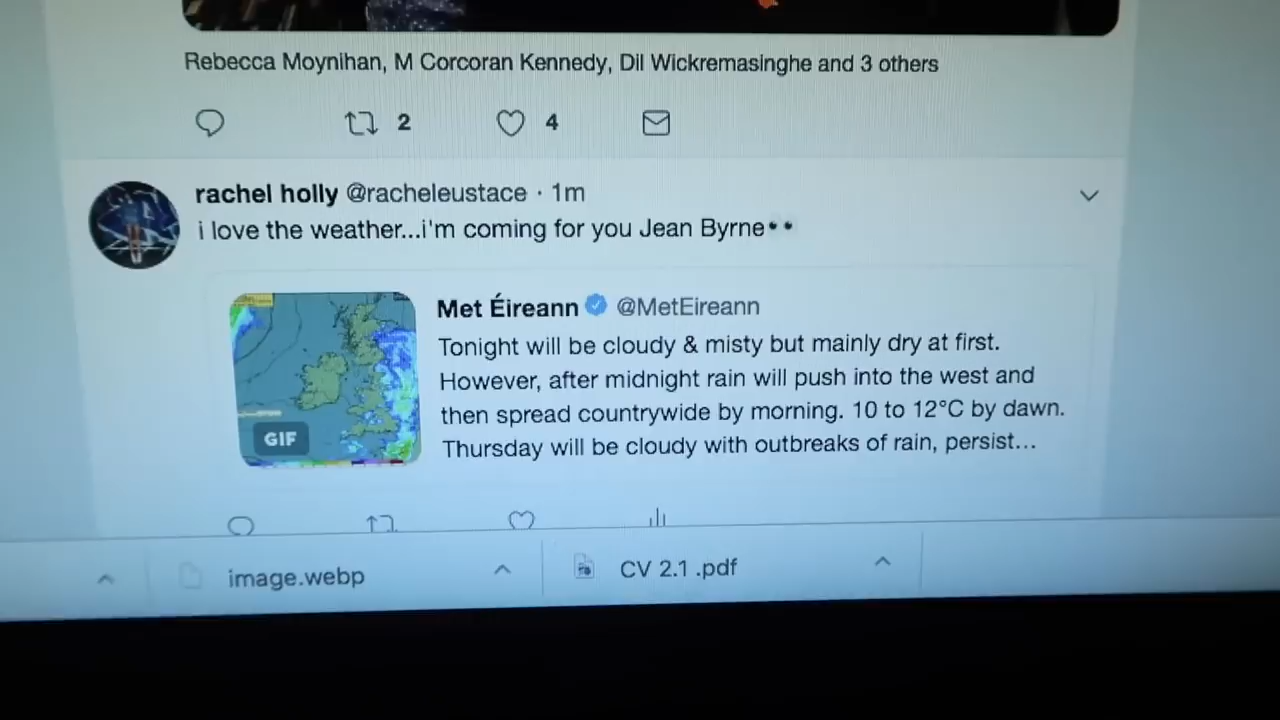 Rebecca Moynihan, M Corcoran Kennedy, Dil Wickremasinghe and 3 others
2 4
rachel holly @racheleustace · 1m
i love the weather...i'm coming for you Jean Byrne👀
Met Éireann @MetEireann
Tonight will be cloudy & misty but mainly dry at first.
However, after midnight rain will push into the west and
then spread countrywide by morning. 10 to 12°C by dawn.
Thursday will be cloudy with outbreaks of rain, persist...
GIF
image.webp
CV 2.1 .pdf